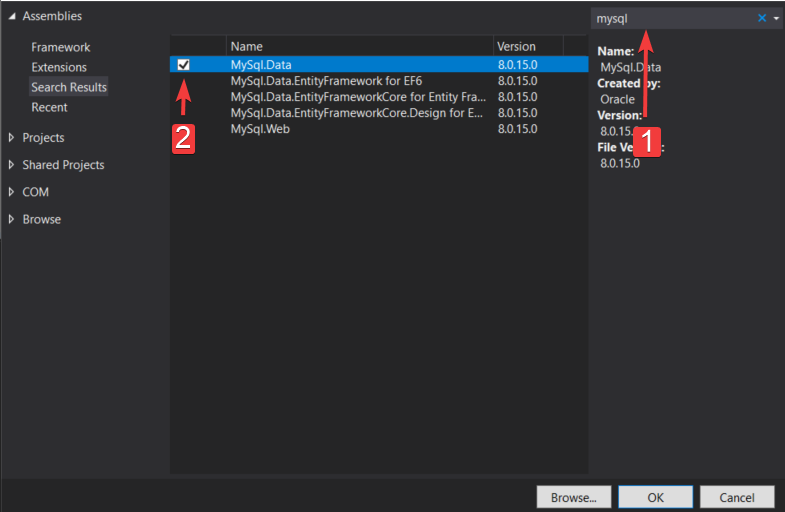 Assemblies
mysql
Framework
Extensions
Search Results
Recent
Projects
Shared Projects
COM
Browse
Name Version
MySql.Data 8.0.15.0
MySql.Data.EntityFramework for EF6 8.0.15.0
MySql.Data.EntityFrameworkCore for Entity Fra... 8.0.15.0
MySql.Data.EntityFrameworkCore.Design for E... 8.0.15.0
MySql.Web 8.0.15.0
2
Name:
MySql.Data
Created by:
Oracle
Version:
8.0.15.0
File :
8.0.15.0
1
Browse... OK Cancel